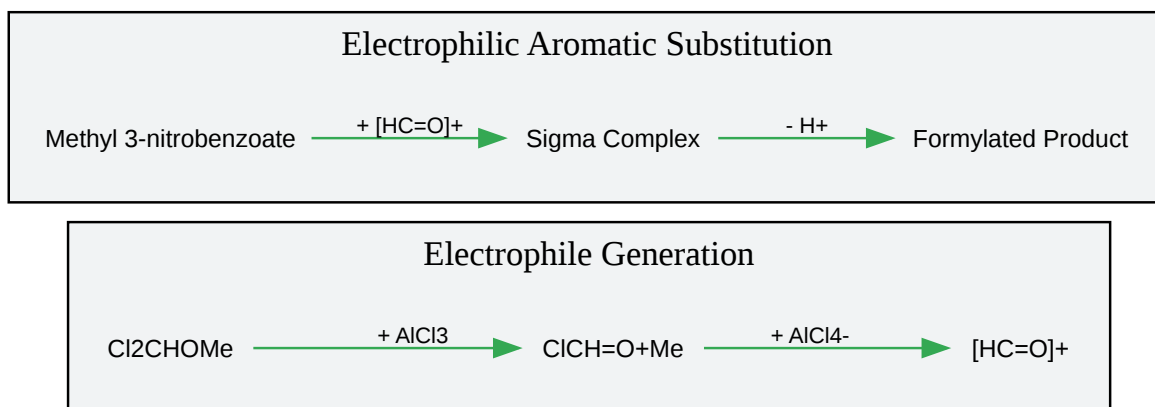 Electrophilic Aromatic Substitution
Methyl 3-nitrobenzoate + [HC=O]+ Sigma Complex - H+ Formylated Product
Electrophile Generation
Cl2CHOMe + AlCl3 ClCH=O+Me + AlCl4- [HC=O]+